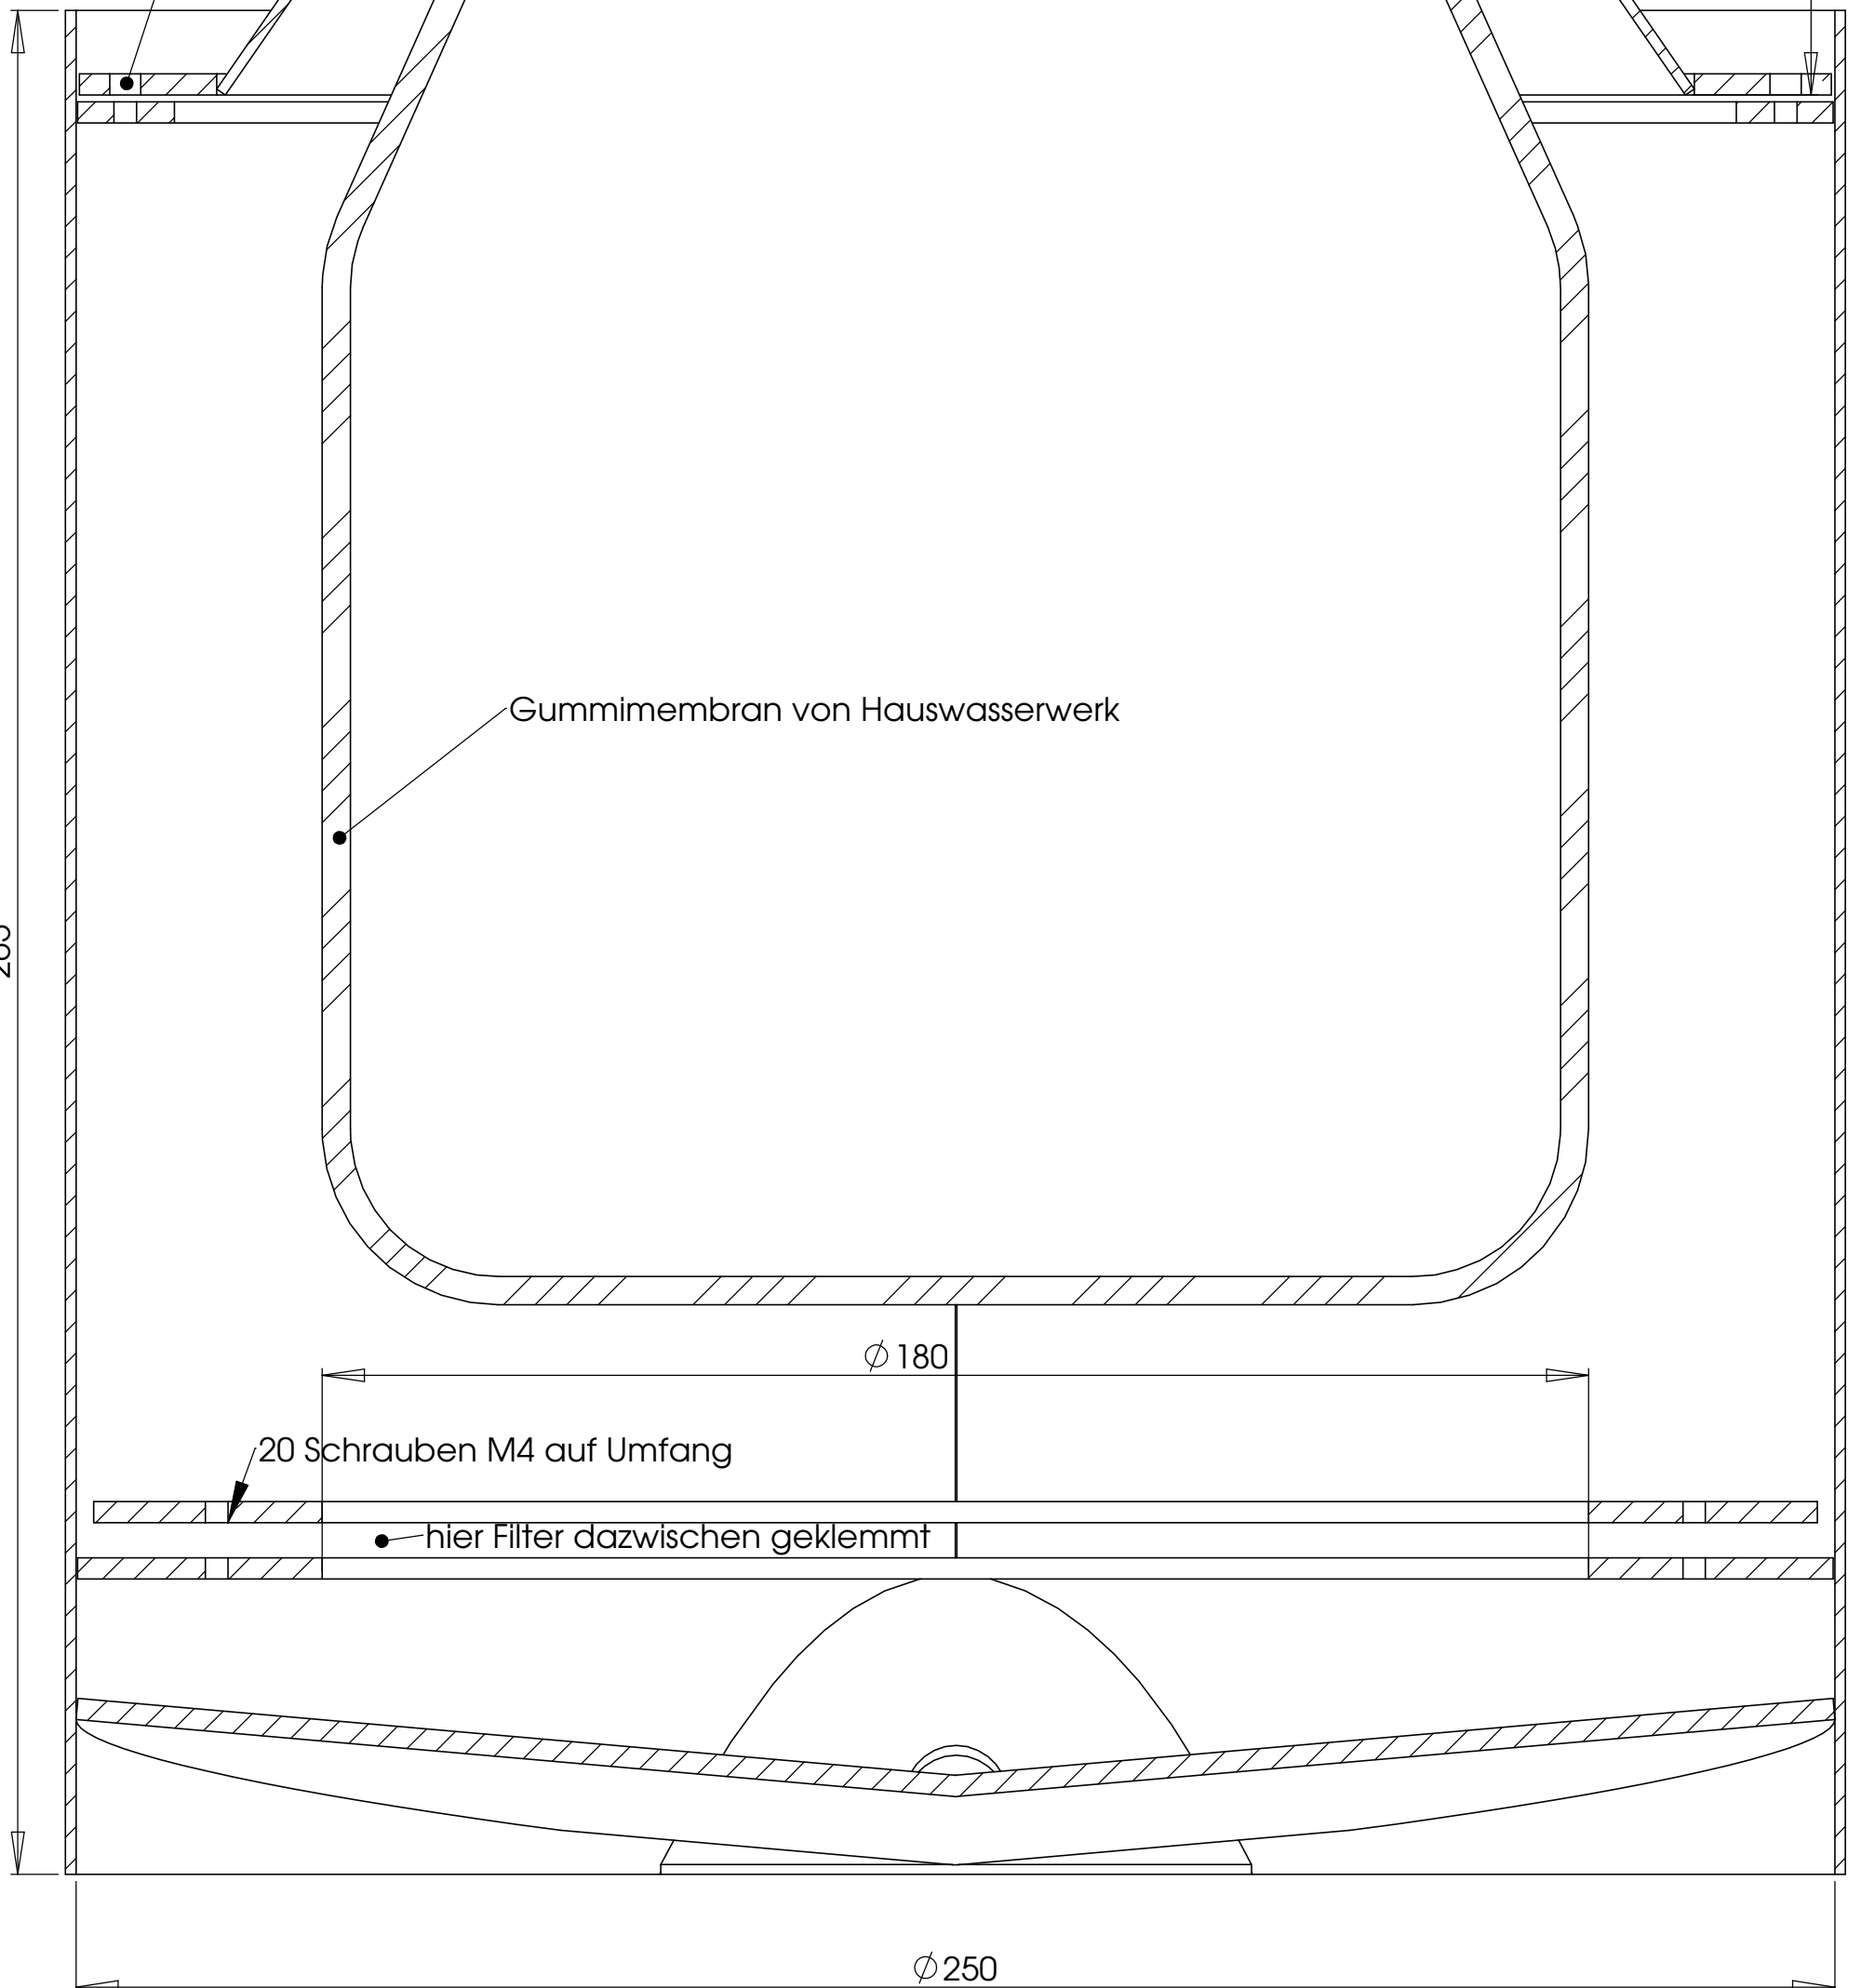 Gummimembran von Hauswasserwerk
∅ 180
20 Schrauben M4 auf Umfang
hier Filter dazwischen geklemmt
∅250